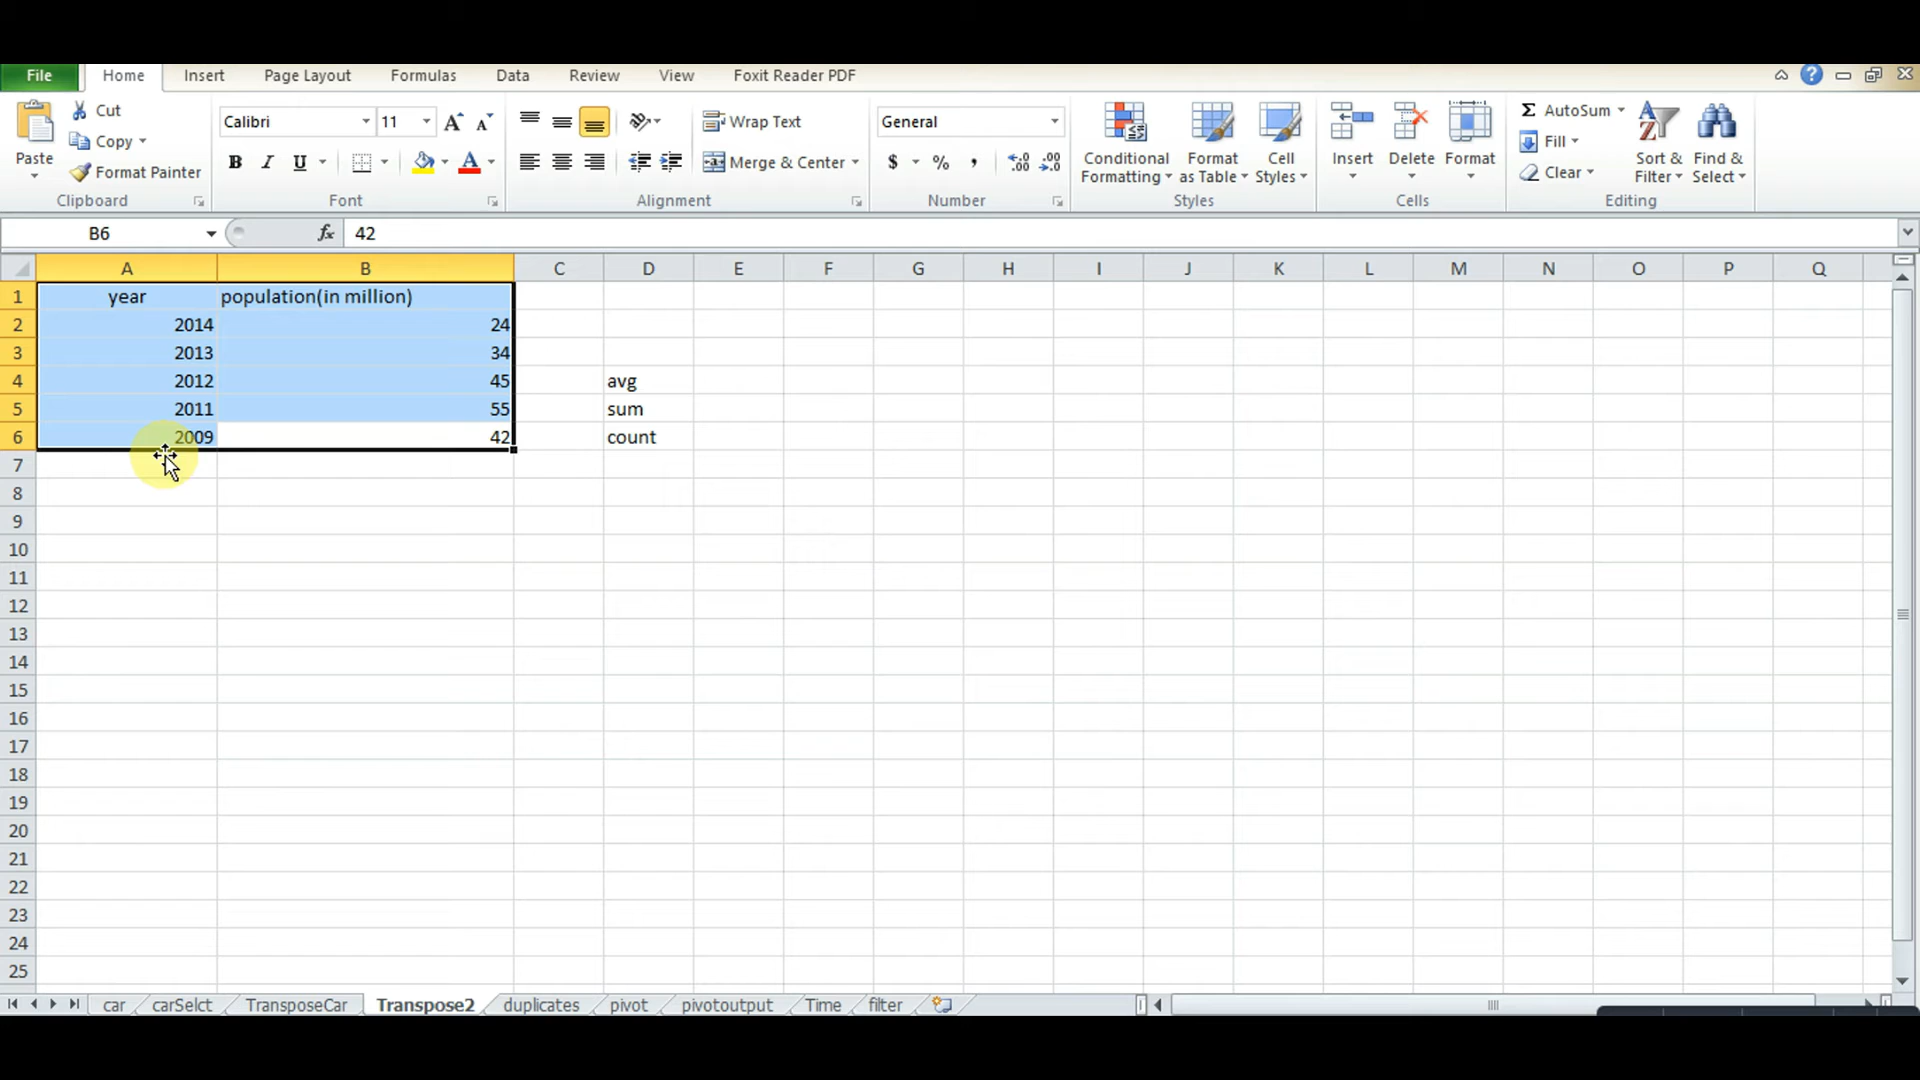 File Home Insert Page Layout Formulas Data Review View Foxit Reader PDF
Cut
Copy
Format Painter
Paste
Calibri 11
B I U A
Wrap Text
Merge & Center
General
$ % ,
Conditional Formatting
Format as Table
Cell Styles
Insert Delete Format
Σ AutoSum
Fill
Clear
Sort & Filter
Find & Select
Clipboard Font Alignment Number Styles Cells Editing
B6 fx 42
A B C D E F G H I J K L M N O P Q
1 year population(in million)
2 2014 24
3 2013 34
4 2012 45 avg
5 2011 55 sum
6 2009 42 count
7
8
9
10
11
12
13
14
15
16
17
18
19
20
21
22
23
24
25
car carSelct TransposeCar Transpose2 duplicates pivot pivotoutput Time filter